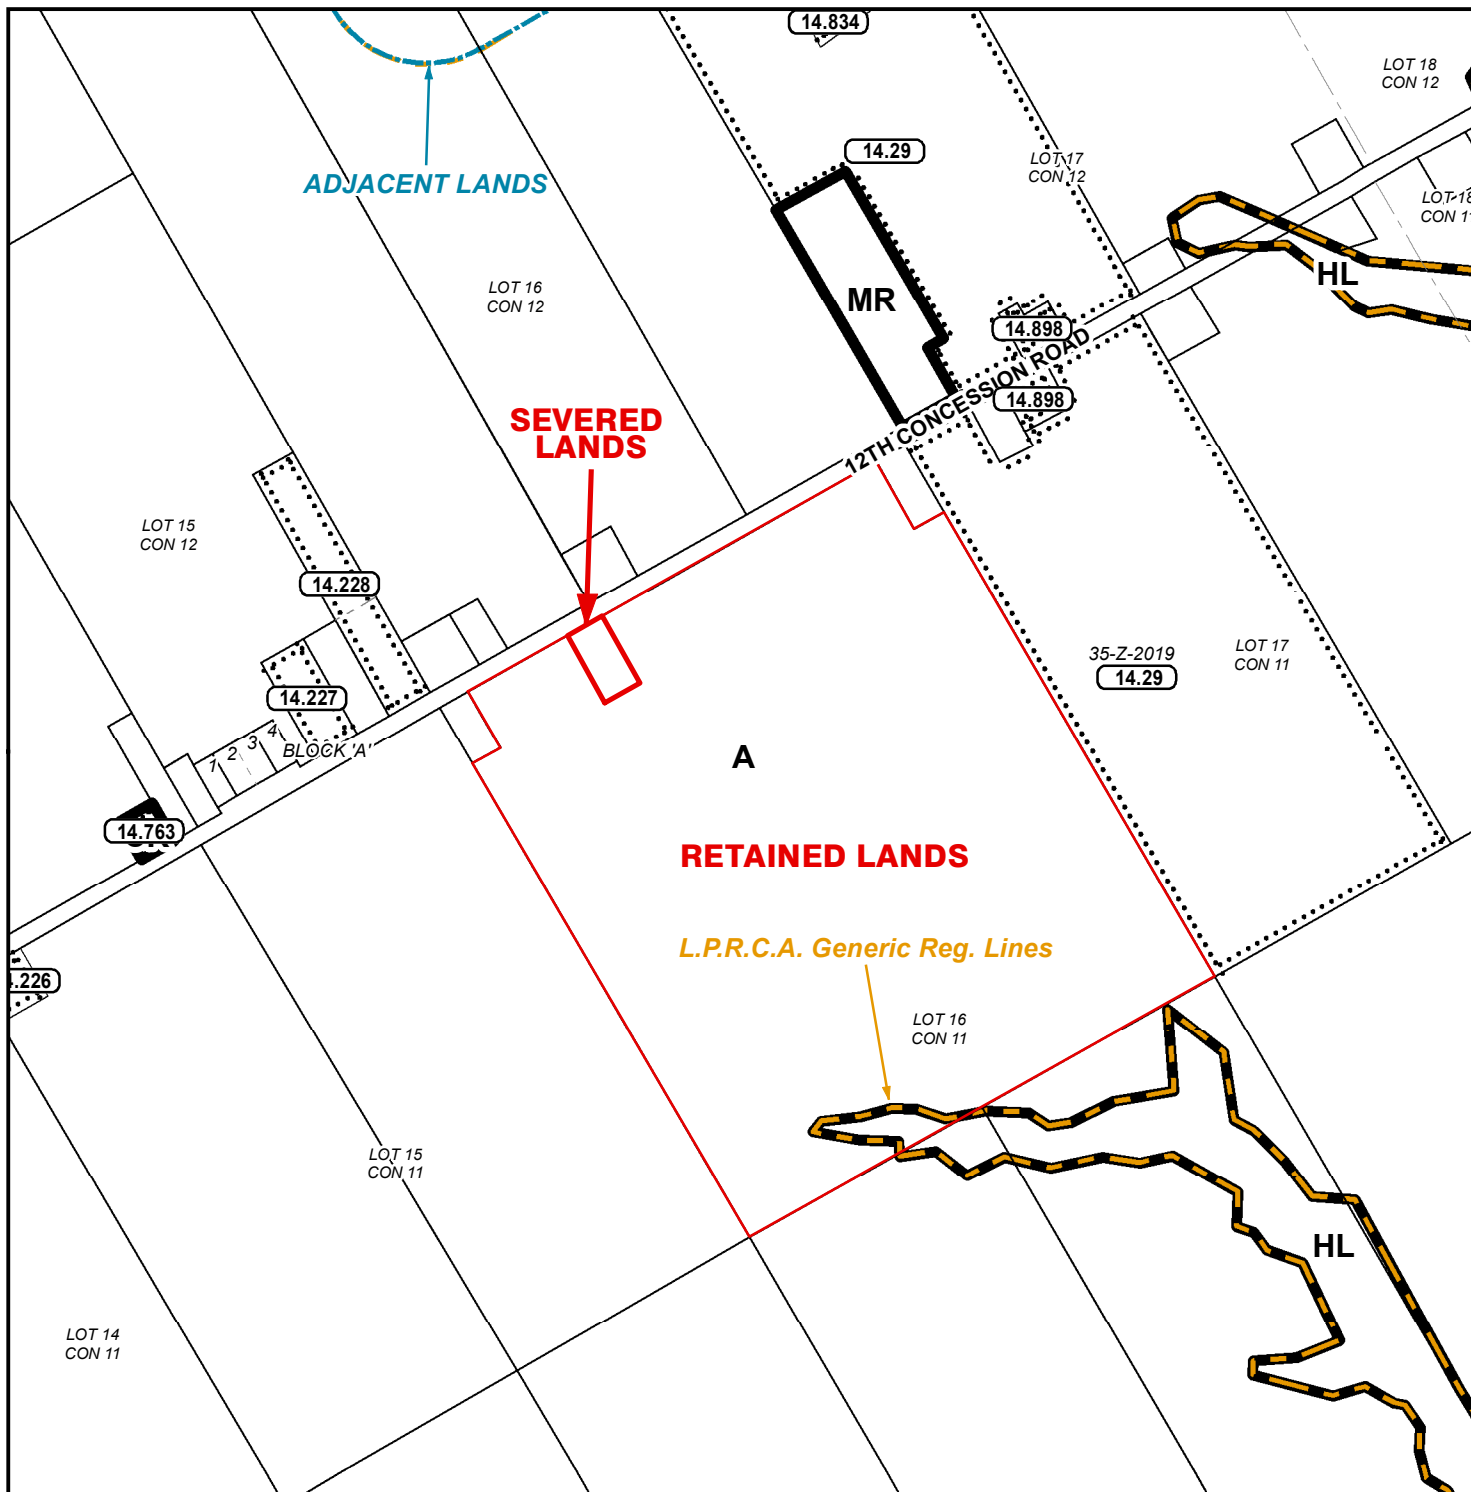 14.834
LOT 18
CON 12
14.29
LOT 17
CON 12
ADJACENT LANDS
LOT 18
HL
LOT 16
CON 12
MR
14.898
12TH CONCESSION ROAD
14.898
SEVERED
LANDS
LOT 15
CON 12
14.228
35-Z-2019
14.29
LOT 17
CON 11
14.227
1
2
3
4
BLOCK 'A'
A
14.763
RETAINED LANDS
L.P.R.C.A. Generic Reg. Lines
.226
LOT 16
CON 11
LOT 15
CON 11
HL
LOT 14
CON 11